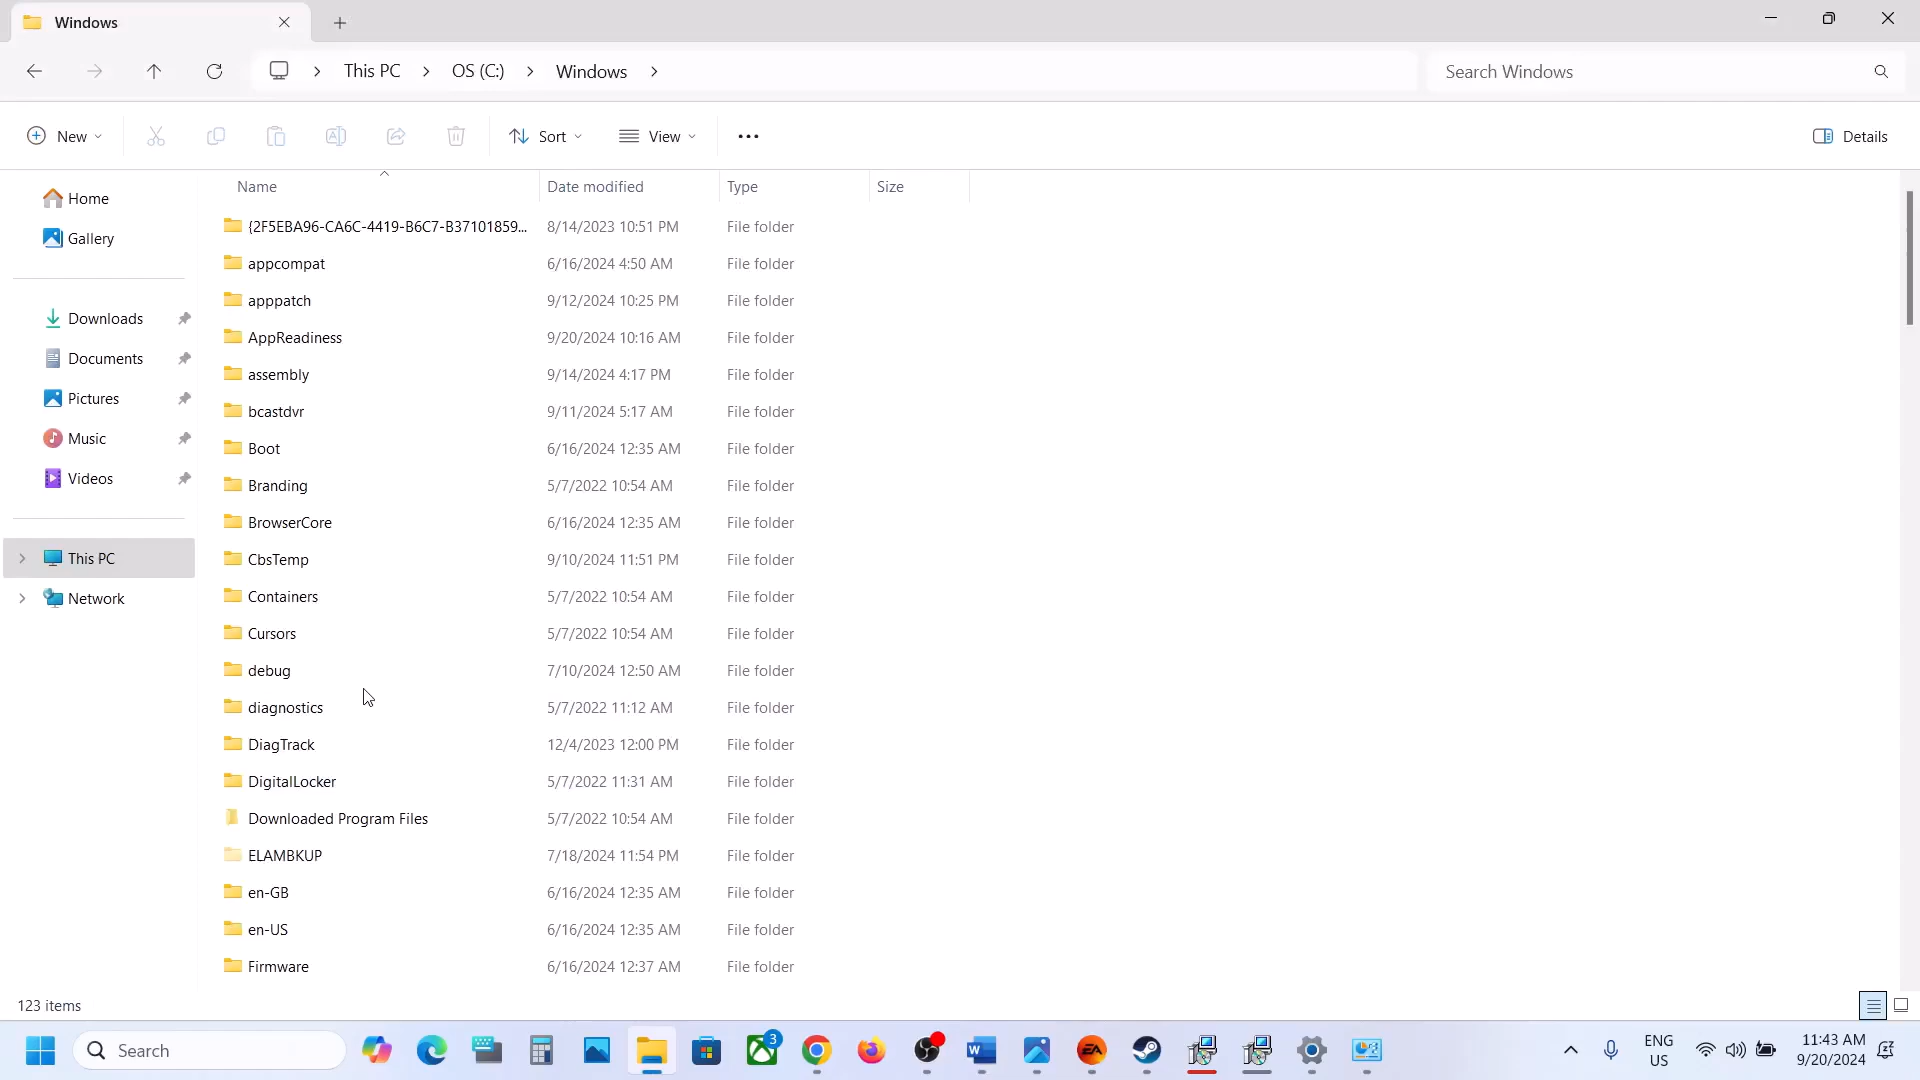 Windows
This PC > OS (C:) > Windows >
Search Windows
New
Sort
View
Details
Name Date modified Type Size
{2F5EBA96-CA6C-4419-B6C7-B37101859... 8/14/2023 10:51 PM File folder
appcompat 6/16/2024 4:50 AM File folder
apppatch 9/12/2024 10:25 PM File folder
AppReadiness 9/20/2024 10:16 AM File folder
assembly 9/14/2024 4:17 PM File folder
bcastdvr 9/11/2024 5:17 AM File folder
Boot 6/16/2024 12:35 AM File folder
Branding 5/7/2022 10:54 AM File folder
BrowserCore 6/16/2024 12:35 AM File folder
CbsTemp 9/10/2024 11:51 PM File folder
Containers 5/7/2022 10:54 AM File folder
Cursors 5/7/2022 10:54 AM File folder
debug 7/10/2024 12:50 AM File folder
diagnostics 5/7/2022 11:12 AM File folder
DiagTrack 12/4/2023 12:00 PM File folder
DigitalLocker 5/7/2022 11:31 AM File folder
Downloaded Program Files 5/7/2022 10:54 AM File folder
ELAMBKUP 7/18/2024 11:54 PM File folder
en-GB 6/16/2024 12:35 AM File folder
en-US 6/16/2024 12:35 AM File folder
Firmware 6/16/2024 12:37 AM File folder
Home
Gallery
Downloads
Documents
Pictures
Music
Videos
This PC
Network
123 items
Search
3
EA
ENG
US
11:43 AM
9/20/2024